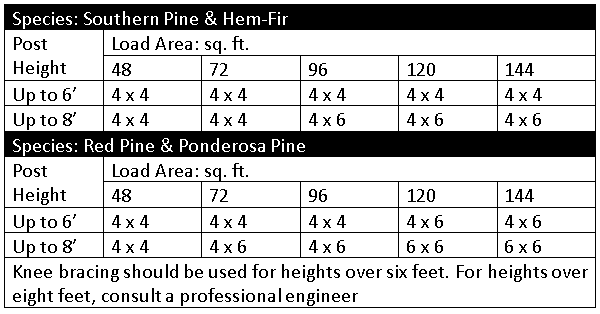 Species: Southern Pine & Hem-Fir
Post Height Load Area: sq. ft.
48 72 96 120 144
Up to 6’ 4 x 4 4 x 4 4 x 4 4 x 4 4 x 4
Up to 8’ 4 x 4 4 x 4 4 x 6 4 x 6 4 x 6
Species: Red Pine & Ponderosa Pine
Post Height Load Area: sq. ft.
48 72 96 120 144
Up to 6’ 4 x 4 4 x 4 4 x 4 4 x 6 4 x 6
Up to 8’ 4 x 4 4 x 6 4 x 6 6 x 6 6 x 6
Knee bracing should be used for heights over six feet. For heights over
eight feet, consult a professional engineer